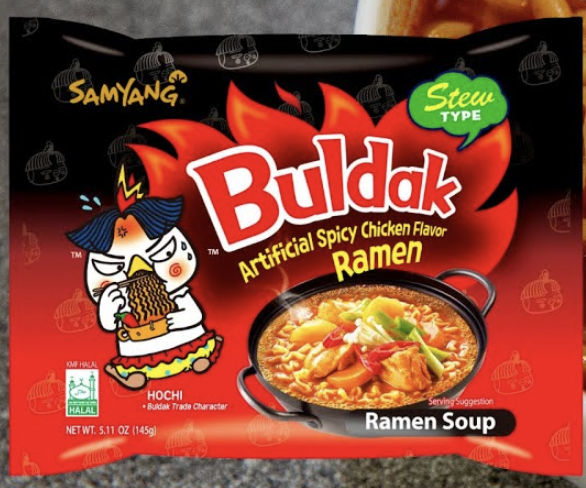 SAMYANG®
Stew
TYPE
Buldak
TM
TM
Artificial Spicy Chicken Flavor
Ramen
KMF HALAL
HALAL
HOCHI
• Buldak Trade Character
NET WT. 5.11 OZ (145g)
Serving Suggestion
Ramen Soup